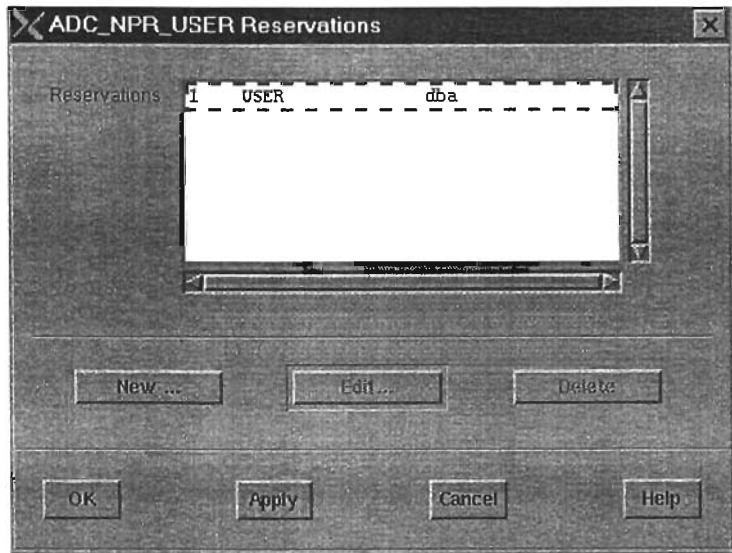 ADC_NPR_USER Reservations
Reservations 1 USER dba
New ... Edit ... Delete
OK Apply Cancel Help